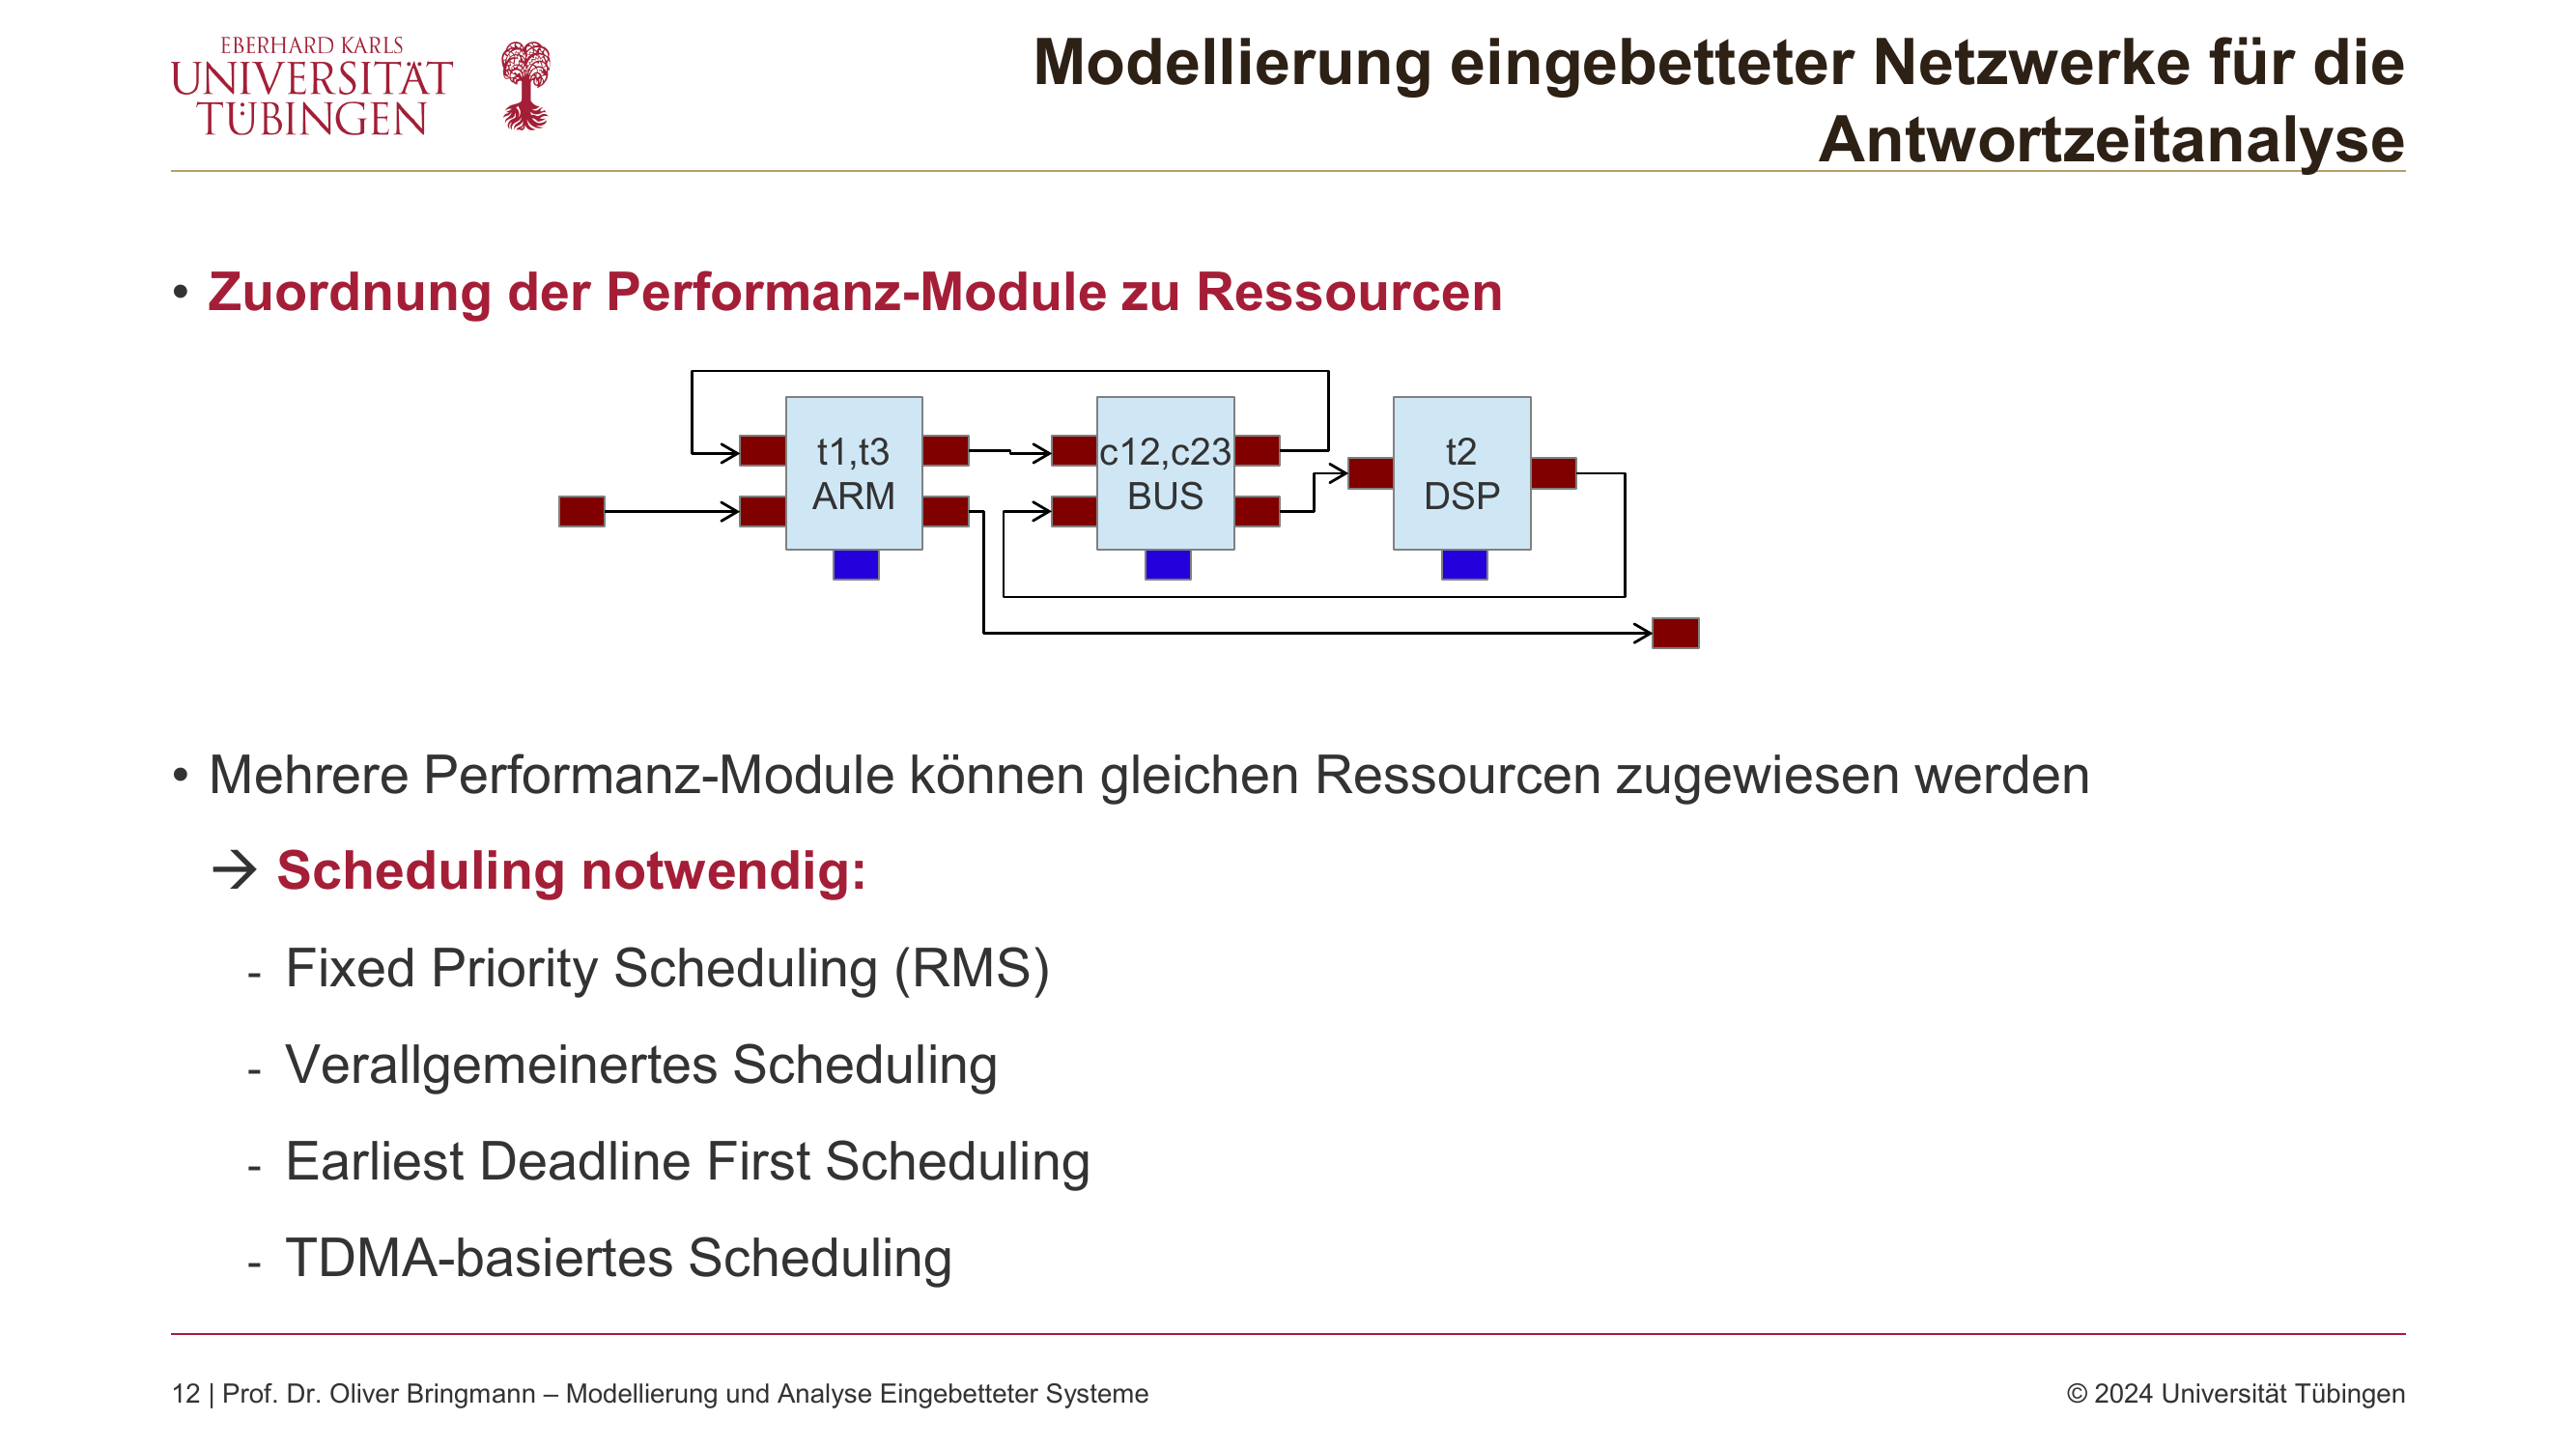 EBERHARD KARLS
UNIVERSITÄT
TÜBINGEN
Modellierung eingebetteter Netzwerke für die
Antwortzeitanalyse
• Zuordnung der Performanz-Module zu Ressourcen
t1,t3
ARM
c12,c23
BUS
t2
DSP
• Mehrere Performanz-Module können gleichen Ressourcen zugewiesen werden
→ Scheduling notwendig:
- Fixed Priority Scheduling (RMS)
- Verallgemeinertes Scheduling
- Earliest Deadline First Scheduling
- TDMA-basiertes Scheduling
12 | Prof. Dr. Oliver Bringmann – Modellierung und Analyse Eingebetteter Systeme
© 2024 Universität Tübingen